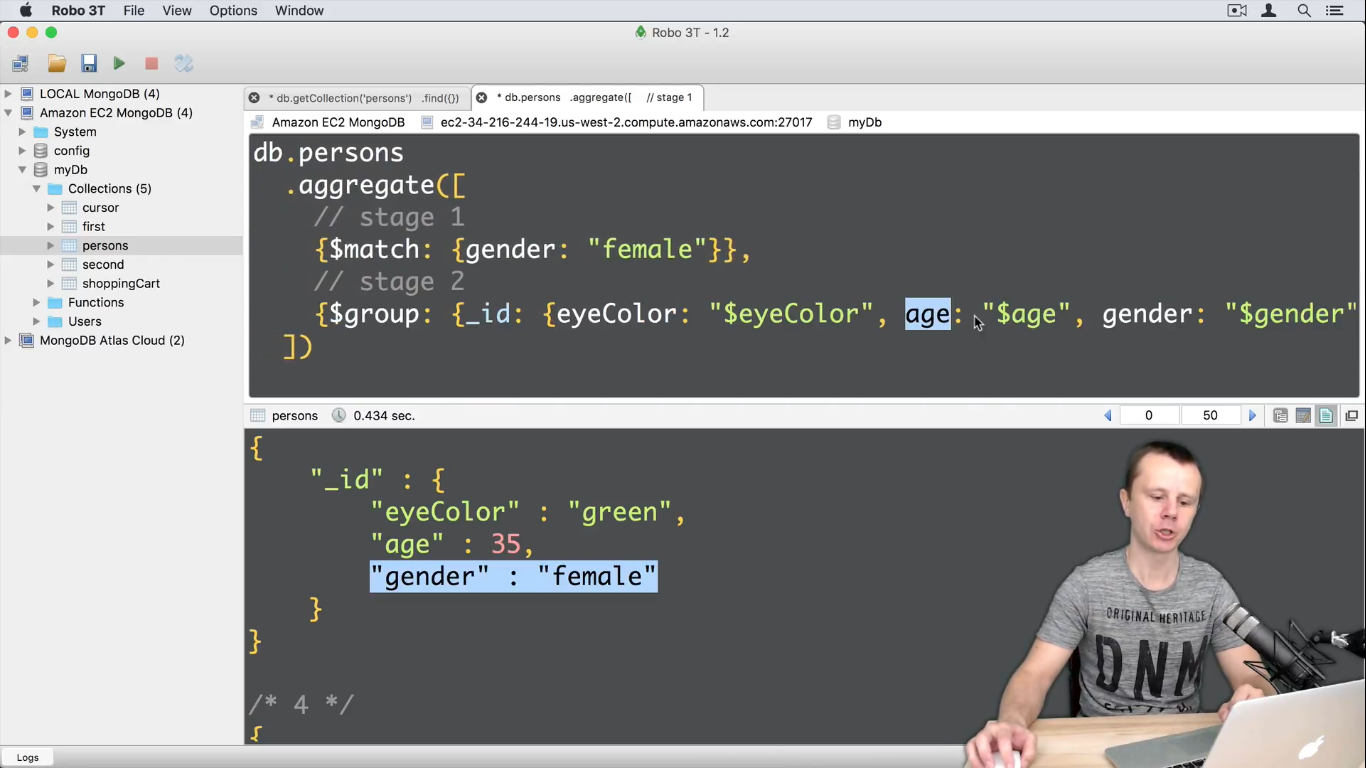 Robo 3T File View Options Window
Robo 3T - 1.2
LOCAL MongoDB (4)
Amazon EC2 MongoDB (4)
System
config
myDb
Collections (5)
cursor
first
persons
second
shoppingCart
Functions
Users
MongoDB Atlas Cloud (2)
* db.getCollection('persons') .find({})
* db.persons .aggregate([ // stage 1
Amazon EC2 MongoDB ec2-34-216-244-19.us-west-2.compute.amazonaws.com:27017 myDb
db.persons
.aggregate([
// stage 1
{$match: {gender: "female"}},
// stage 2
{$group: {_id: {eyeColor: "$eyeColor", age: "$age", gender: "$gender"
])
persons 0.434 sec. 0 50
{
"_id" : {
"eyeColor" : "green",
"age" : 35,
"gender" : "female"
}
}
/* 4 */
{
ORIGINAL HERITAGE
DNM
Logs